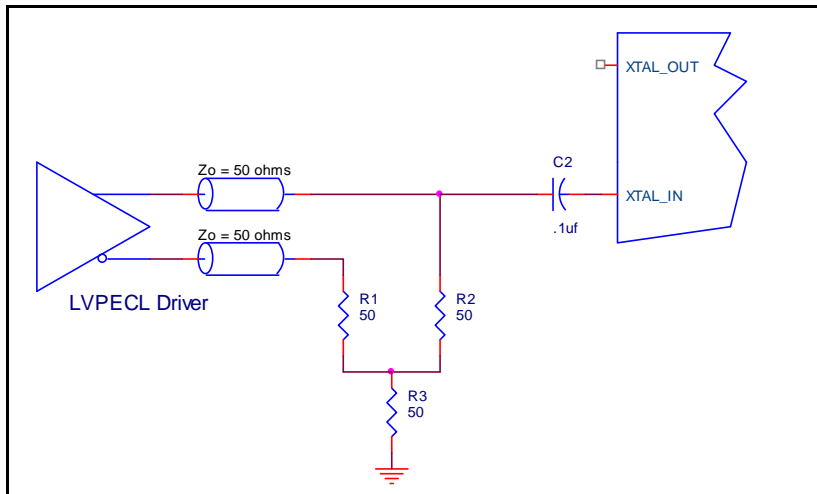 XTAL_OUT
Zo = 50 ohms
C2
XTAL_IN
.1uf
Zo = 50 ohms
LVPECL Driver
R1
50
R2
50
R3
50